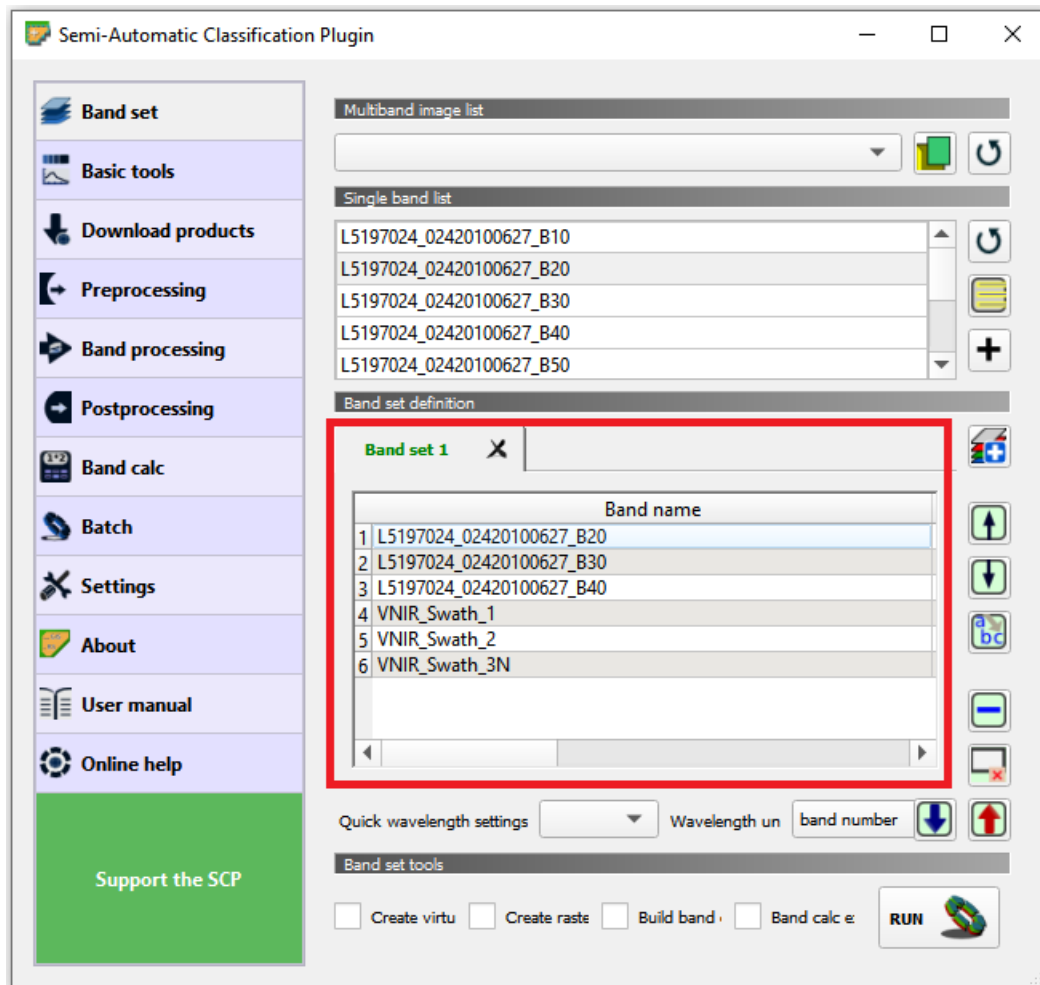 Semi-Automatic Classification Plugin
Band set
Basic tools
Download products
Preprocessing
Band processing
Postprocessing
Band calc
Batch
Settings
About
User manual
Online help
Support the SCP
Multiband image list
Single band list
L5197024_02420100627_B10
L5197024_02420100627_B20
L5197024_02420100627_B30
L5197024_02420100627_B40
L5197024_02420100627_B50
Band set definition
Band set 1
Band name
1 L5197024_02420100627_B20
2 L5197024_02420100627_B30
3 L5197024_02420100627_B40
4 VNIR_Swath_1
5 VNIR_Swath_2
6 VNIR_Swath_3N
a bc
Quick wavelength settings Wavelength un band number
Band set tools
Create virtu Create raste Build band Band calc e RUN